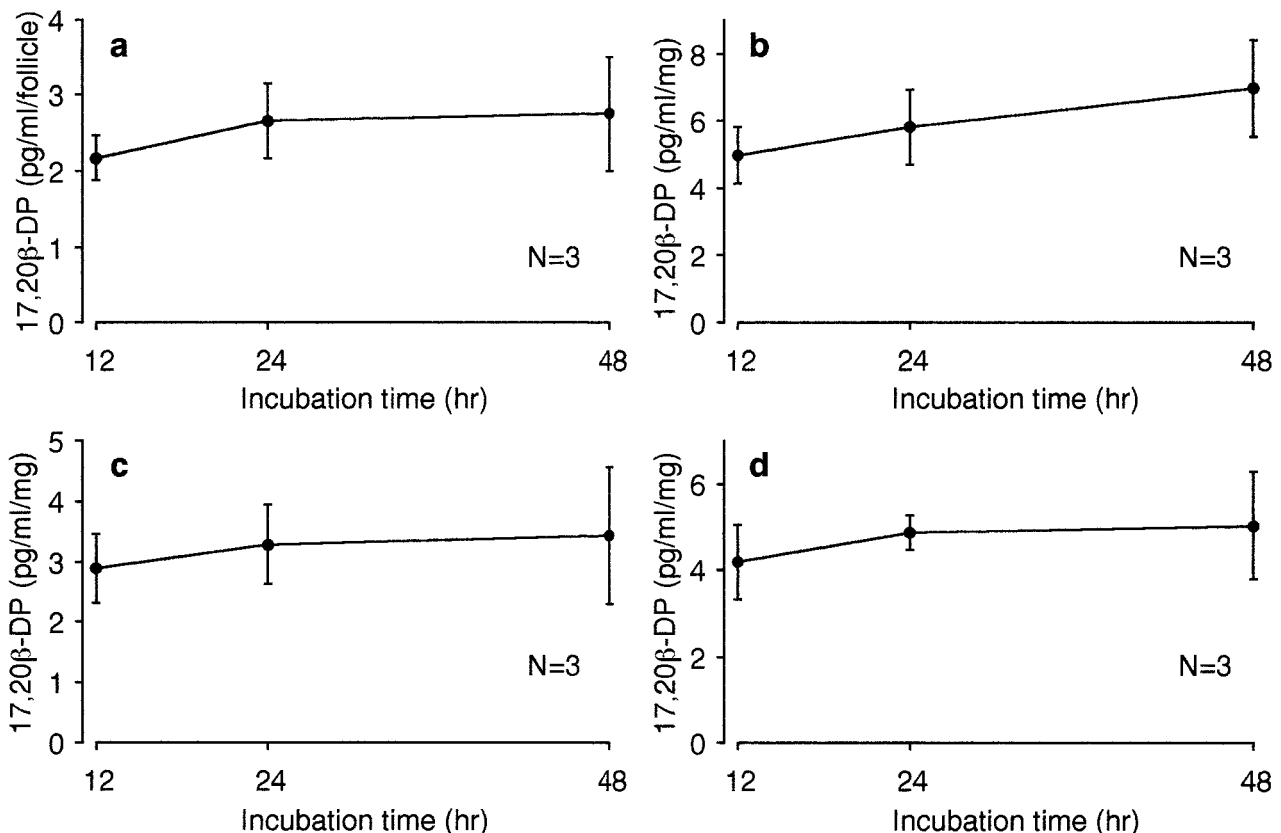 a
17,20β-DP (pg/ml/follicle)
4
3
2
1
0
N=3
12
24
48
Incubation time (hr)
b
17,20β-DP (pg/ml/mg)
8
6
4
2
0
N=3
12
24
48
Incubation time (hr)
c
17,20β-DP (pg/ml/mg)
5
4
3
2
1
0
N=3
12
24
48
Incubation time (hr)
d
17,20β-DP (pg/ml/mg)
6
4
2
0
N=3
12
24
48
Incubation time (hr)